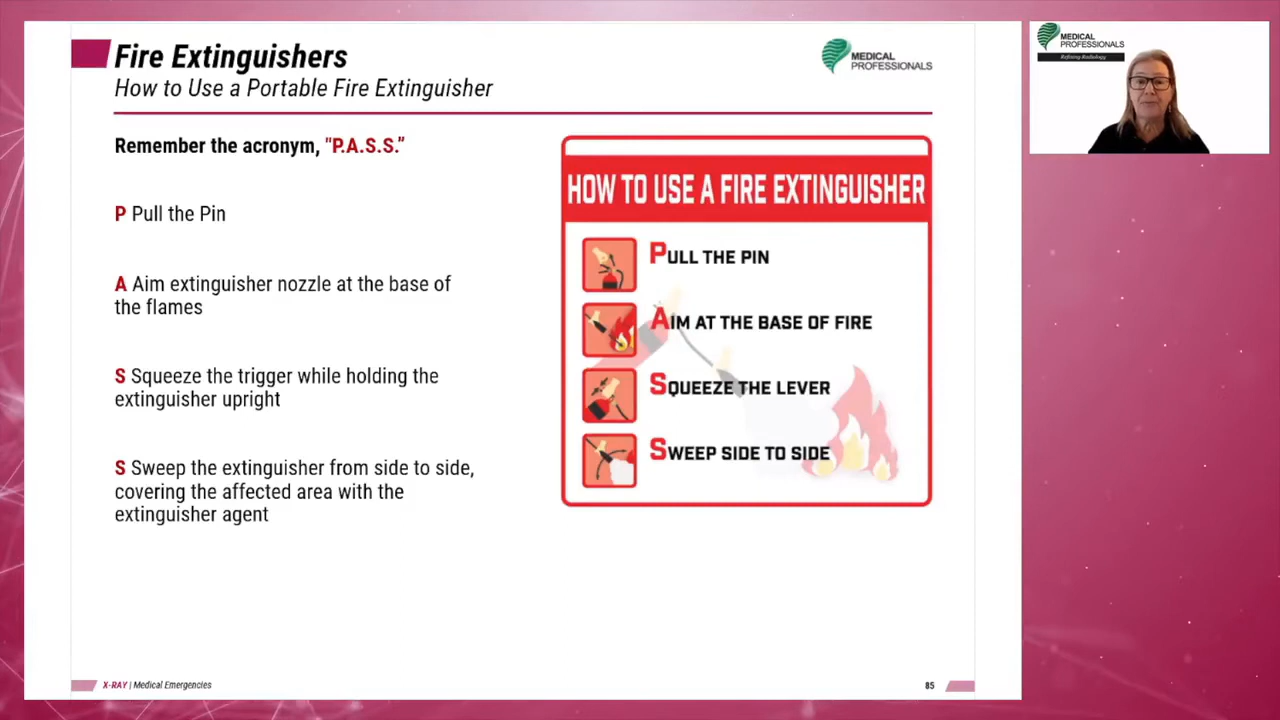 Fire Extinguishers
How to Use a Portable Fire Extinguisher
MEDICAL
PROFESSIONALS
Remember the acronym, "P.A.S.S.”
P Pull the Pin
A Aim extinguisher nozzle at the base of
the flames
S Squeeze the trigger while holding the
extinguisher upright
S Sweep the extinguisher from side to side,
covering the affected area with the
extinguisher agent
HOW TO USE A FIRE EXTINGUISHER
PULL THE PIN
AIM AT THE BASE OF FIRE
SQUEEZE THE LEVER
SWEEP SIDE TO SIDE
X-RAY | Medical Emergencies
85
MEDICAL
PROFESSIONALS
Refining Radiology